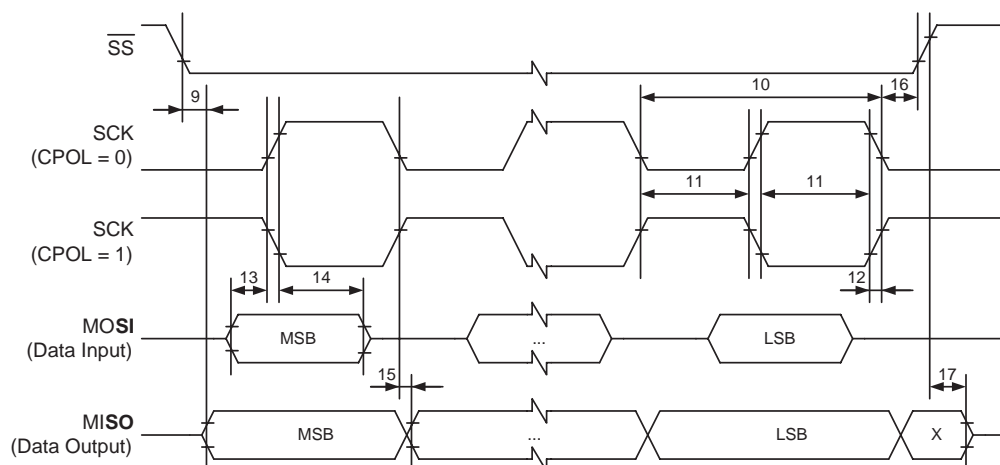 SS
9
10
16
SCK
(CPOL = 0)
11
11
SCK
(CPOL = 1)
13
14
12
MOSI
(Data Input)
MSB
...
LSB
15
17
MISO
(Data Output)
MSB
...
LSB
X